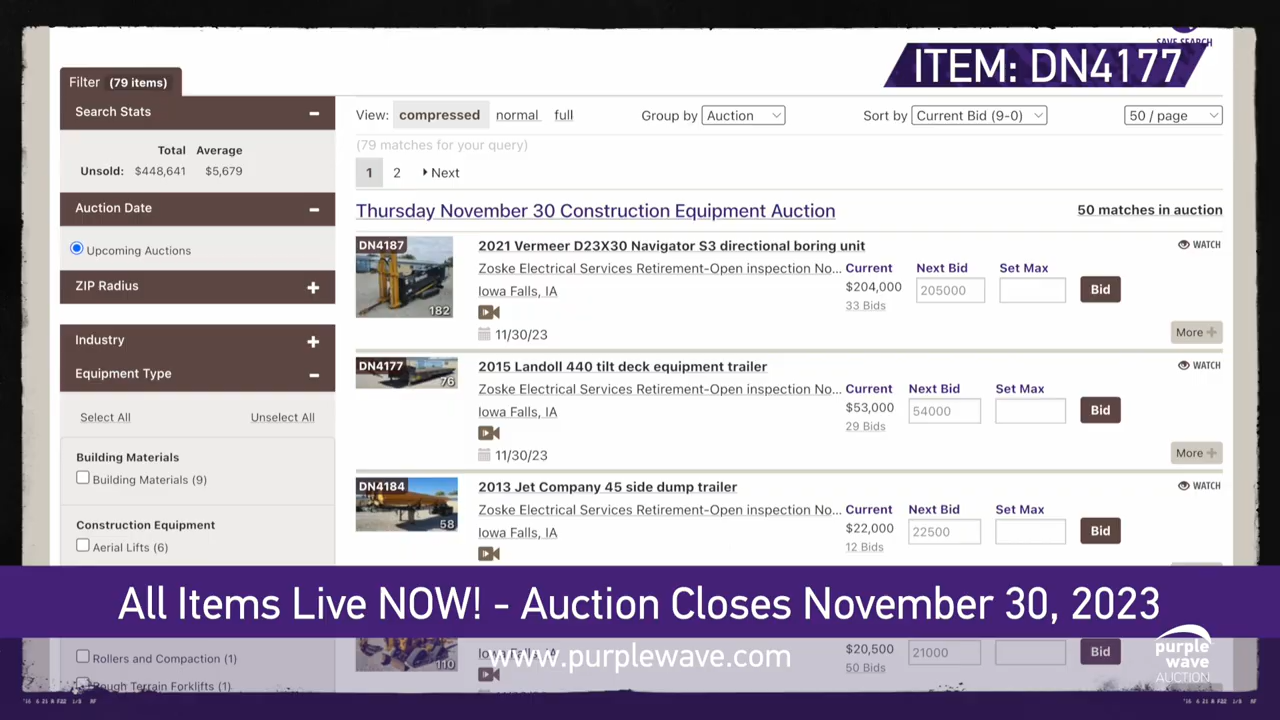 SAVE SEARCH
ITEM: DN4177
Filter (79 items)
Search Stats
Total Average
Unsold: $448,641 $5,679
Auction Date
Upcoming Auctions
ZIP Radius
Industry
Equipment Type
Select All Unselect All
Building Materials
Building Materials (9)
Construction Equipment
Aerial Lifts (6)
Rollers and Compaction (1)
Rough Terrain Forklifts (1)
View: compressed normal full Group by Auction Sort by Current Bid (9-0) 50 / page
(79 matches for your query)
1 2 Next
Thursday November 30 Construction Equipment Auction 50 matches in auction
DN4187 2021 Vermeer D23X30 Navigator S3 directional boring unit WATCH
Zoske Electrical Services Retirement-Open inspection No... Current Next Bid Set Max
Iowa Falls, IA $204,000 205000 Bid
182 33 Bids
11/30/23 More
DN4177 2015 Landoll 440 tilt deck equipment trailer WATCH
76 Zoske Electrical Services Retirement-Open inspection No... Current Next Bid Set Max
Iowa Falls, IA $53,000 54000 Bid
29 Bids
11/30/23 More
DN4184 2013 Jet Company 45 side dump trailer WATCH
Zoske Electrical Services Retirement-Open inspection No... Current Next Bid Set Max
58 Iowa Falls, IA $22,000 22500 Bid
12 Bids
All Items Live NOW! - Auction Closes November 30, 2023
110 Iowa Falls, IA $20,500 21000 Bid
50 Bids
www.purplewave.com
purple
wave
AUCTION